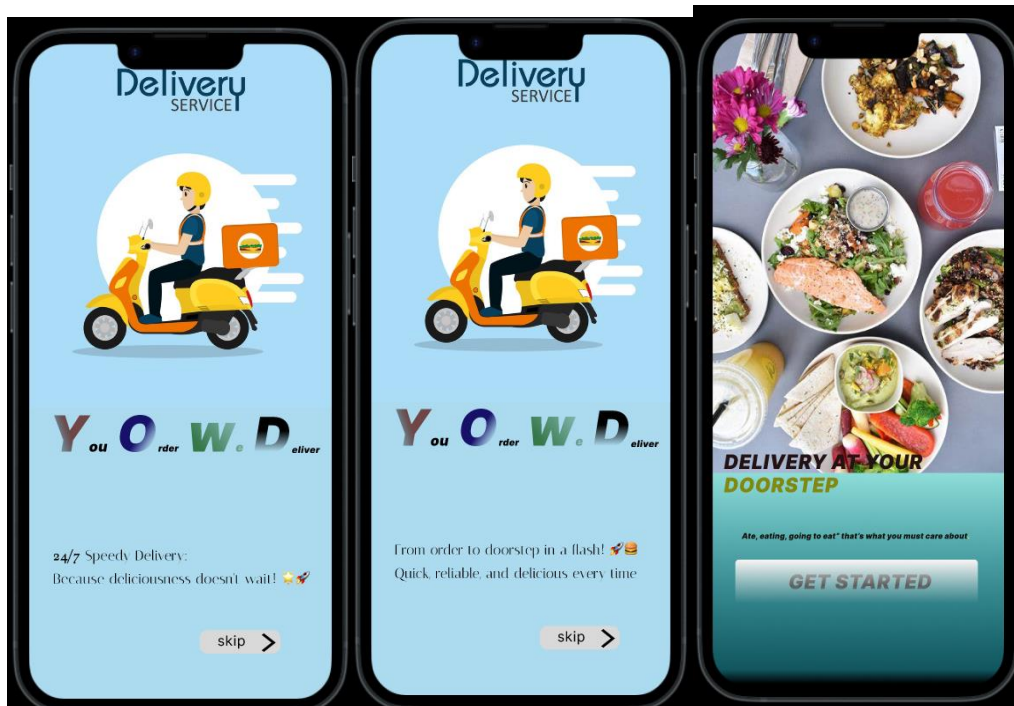 Delivery
SERVICE
You Order We Deliver
24/7 Speedy Delivery:
Because deliciousness doesn't wait! 🌟🚀
skip >
Delivery
SERVICE
You Order We Deliver
From order to doorstep in a flash! 🚀🍔
Quick, reliable, and delicious every time
skip >
DELIVERY AT YOUR
DOORSTEP
Ate, eating, going to eat" that's what you must care about
GET STARTED